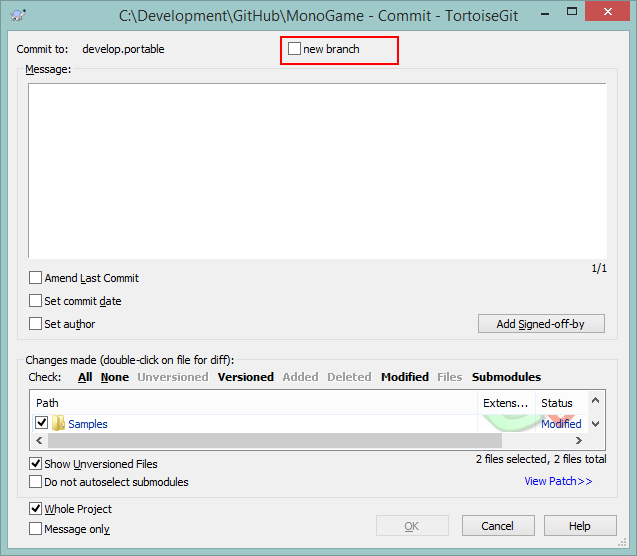 C:\Development\GitHub\MonoGame - Commit - TortoiseGit
Commit to: develop.portable new branch
Message:
1/1
Amend Last Commit
Set commit date
Set author
Add Signed-off-by
Changes made (double-click on file for diff):
Check: All None Unversioned Versioned Added Deleted Modified Files Submodules
Path Extens... Status
Samples Modified
Show Unversioned Files
2 files selected, 2 files total
Do not autoselect submodules
View Patch>>
Whole Project
Message only
OK Cancel Help